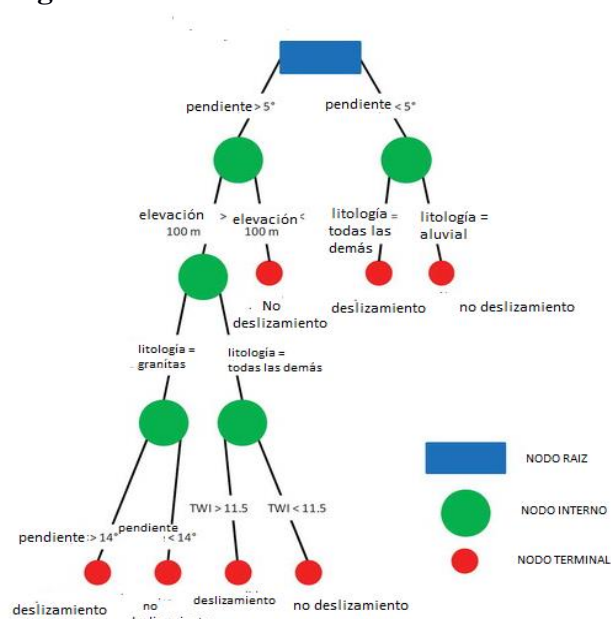 pendiente > 5°
pendiente < 5°
elevación >
100 m
elevación <
100 m
litología =
todas las
demás
litología =
aluvial
No
deslizamiento
deslizamiento
no deslizamiento
litología =
granitas
litología =
todas las demás
TWI > 11.5
TWI < 11.5
pendiente > 14°
pendiente
< 14°
deslizamiento
no
deslizamiento
no deslizamiento
NODO RAIZ
NODO INTERNO
NODO TERMINAL